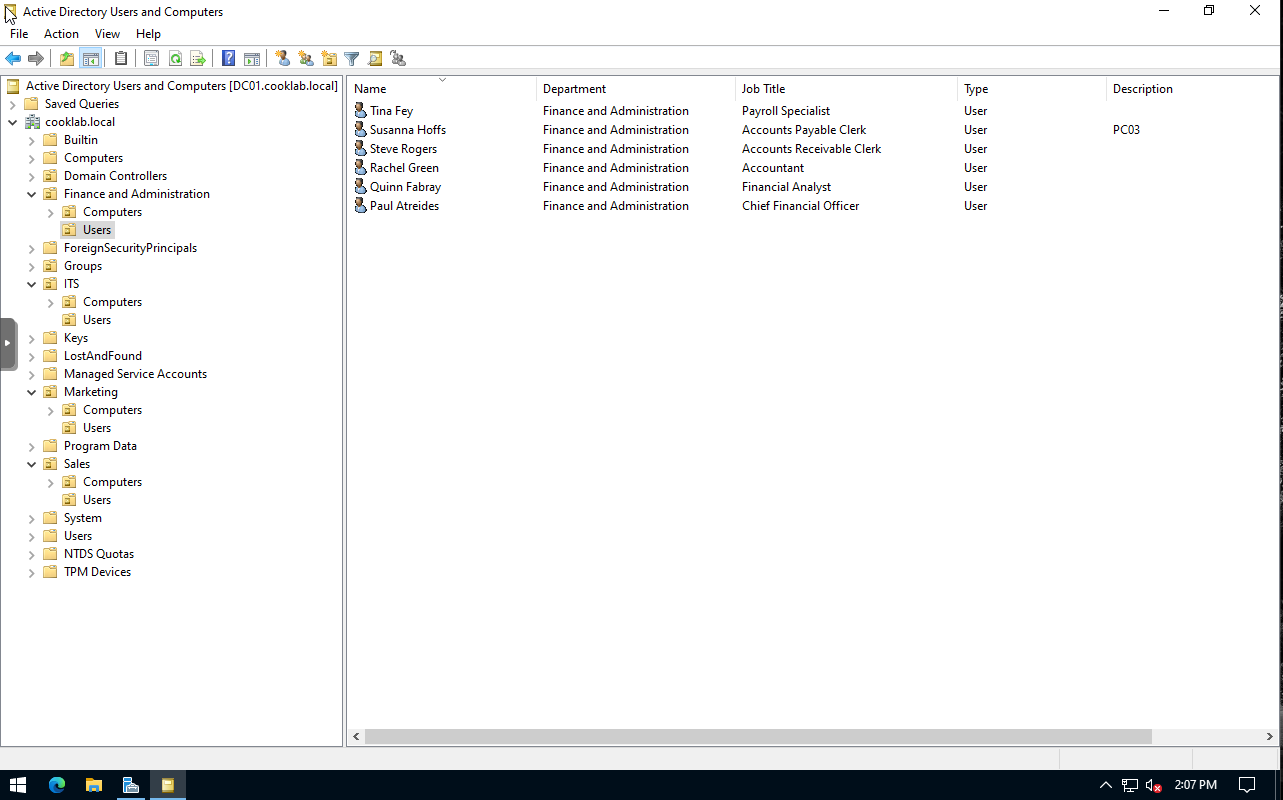 Active Directory Users and Computers
File Action View Help
Active Directory Users and Computers [DC01.cooklab.local]
Saved Queries
cooklab.local
Builtin
Computers
Domain Controllers
Finance and Administration
Computers
Users
ForeignSecurityPrincipals
Groups
ITS
Computers
Users
Keys
LostAndFound
Managed Service Accounts
Marketing
Computers
Users
Program Data
Sales
Computers
Users
System
Users
NTDS Quotas
TPM Devices
Name Department Job Title Type Description
Tina Fey Finance and Administration Payroll Specialist User
Susanna Hoffs Finance and Administration Accounts Payable Clerk User PC03
Steve Rogers Finance and Administration Accounts Receivable Clerk User
Rachel Green Finance and Administration Accountant User
Quinn Fabray Finance and Administration Financial Analyst User
Paul Atreides Finance and Administration Chief Financial Officer User
2:07 PM